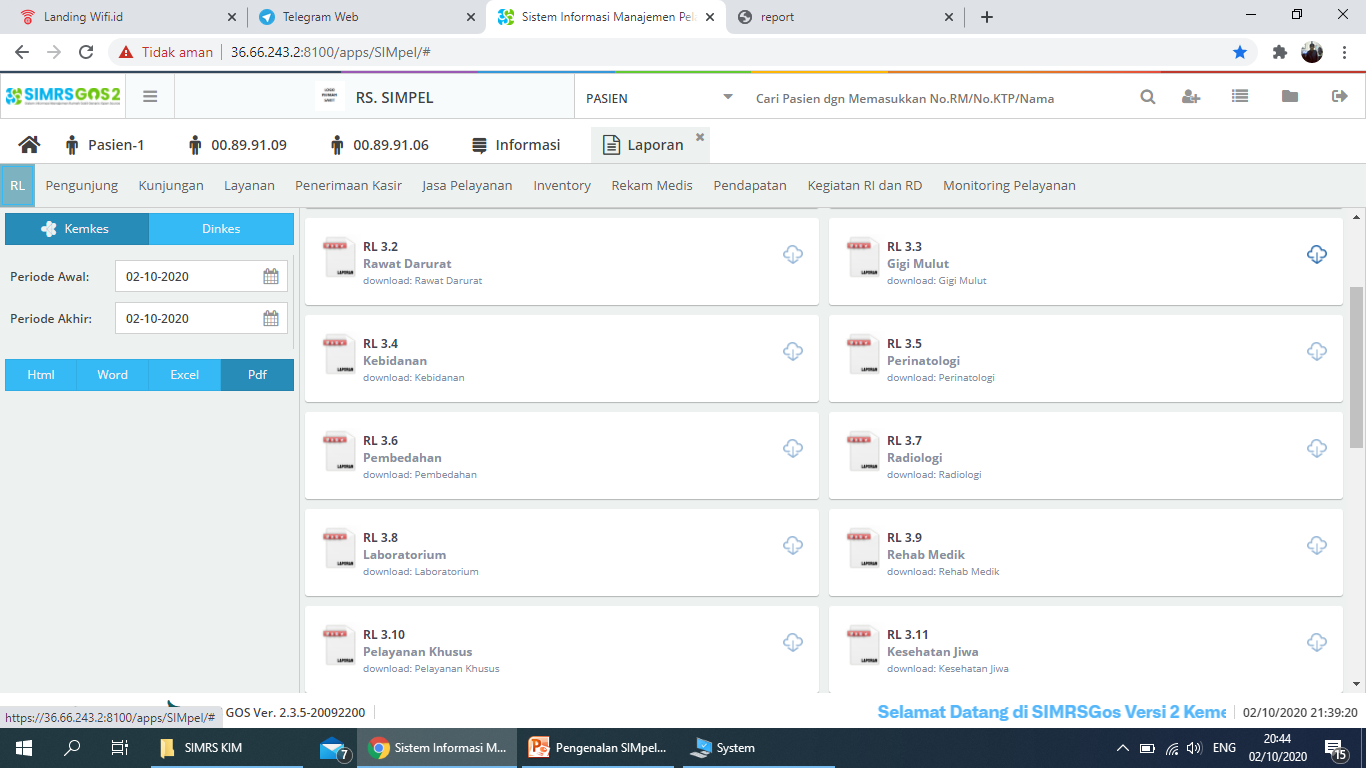 Landing Wifi.id
Telegram Web
Sistem Informasi Manajemen Pel
report
Tidak aman
36.66.243.2:8100/apps/SIMpel/#
SIMRSGOS2
RS. SIMPEL
PASIEN
Cari Pasien dgn Memasukkan No.RM/No.KTP/Nama
Pasien-1
00.89.91.09
00.89.91.06
Informasi
Laporan
RL
Pengunjung
Kunjungan
Layanan
Penerimaan Kasir
Jasa Pelayanan
Inventory
Rekam Medis
Pendapatan
Kegiatan RI dan RD
Monitoring Pelayanan
Kemkes
Dinkes
Periode Awal:
02-10-2020
Periode Akhir:
02-10-2020
Html
Word
Excel
Pdf
LAPORAN
RL 3.2
Rawat Darurat
download: Rawat Darurat
LAPORAN
RL 3.3
Gigi Mulut
download: Gigi Mulut
LAPORAN
RL 3.4
Kebidanan
download: Kebidanan
LAPORAN
RL 3.5
Perinatologi
download: Perinatologi
LAPORAN
RL 3.6
Pembedahan
download: Pembedahan
LAPORAN
RL 3.7
Radiologi
download: Radiologi
LAPORAN
RL 3.8
Laboratorium
download: Laboratorium
LAPORAN
RL 3.9
Rehab Medik
download: Rehab Medik
LAPORAN
RL 3.10
Pelayanan Khusus
download: Pelayanan Khusus
LAPORAN
RL 3.11
Kesehatan Jiwa
download: Kesehatan Jiwa
https://36.66.243.2:8100/apps/SIMpel/#
GOS Ver. 2.3.5-20092200
Selamat Datang di SIMRSGos Versi 2 Keme
02/10/2020 21:39:20
SIMRS KIM
7
Sistem Informasi M...
Pengenalan SIMpel...
System
ENG
20:44
02/10/2020
15